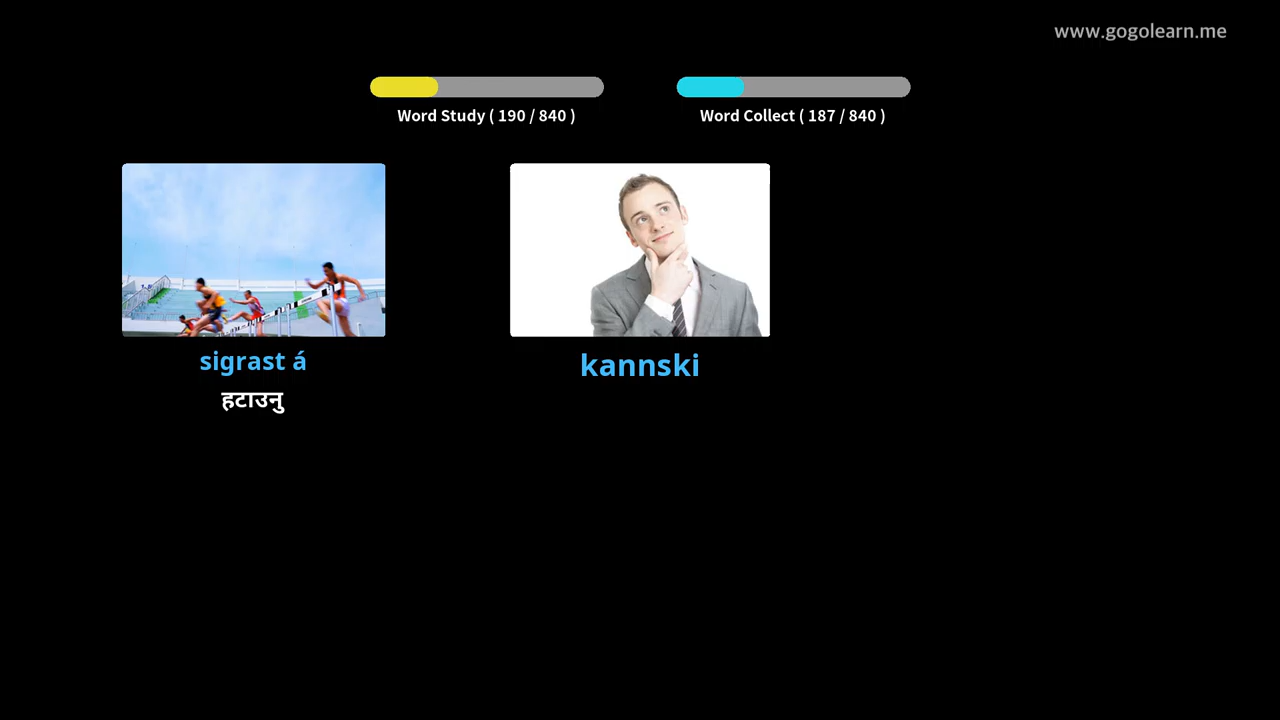 www.gogolearn.me
Word Study ( 190 / 840 )
Word Collect ( 187 / 840 )
sigrast á
हटाउनु
kannski